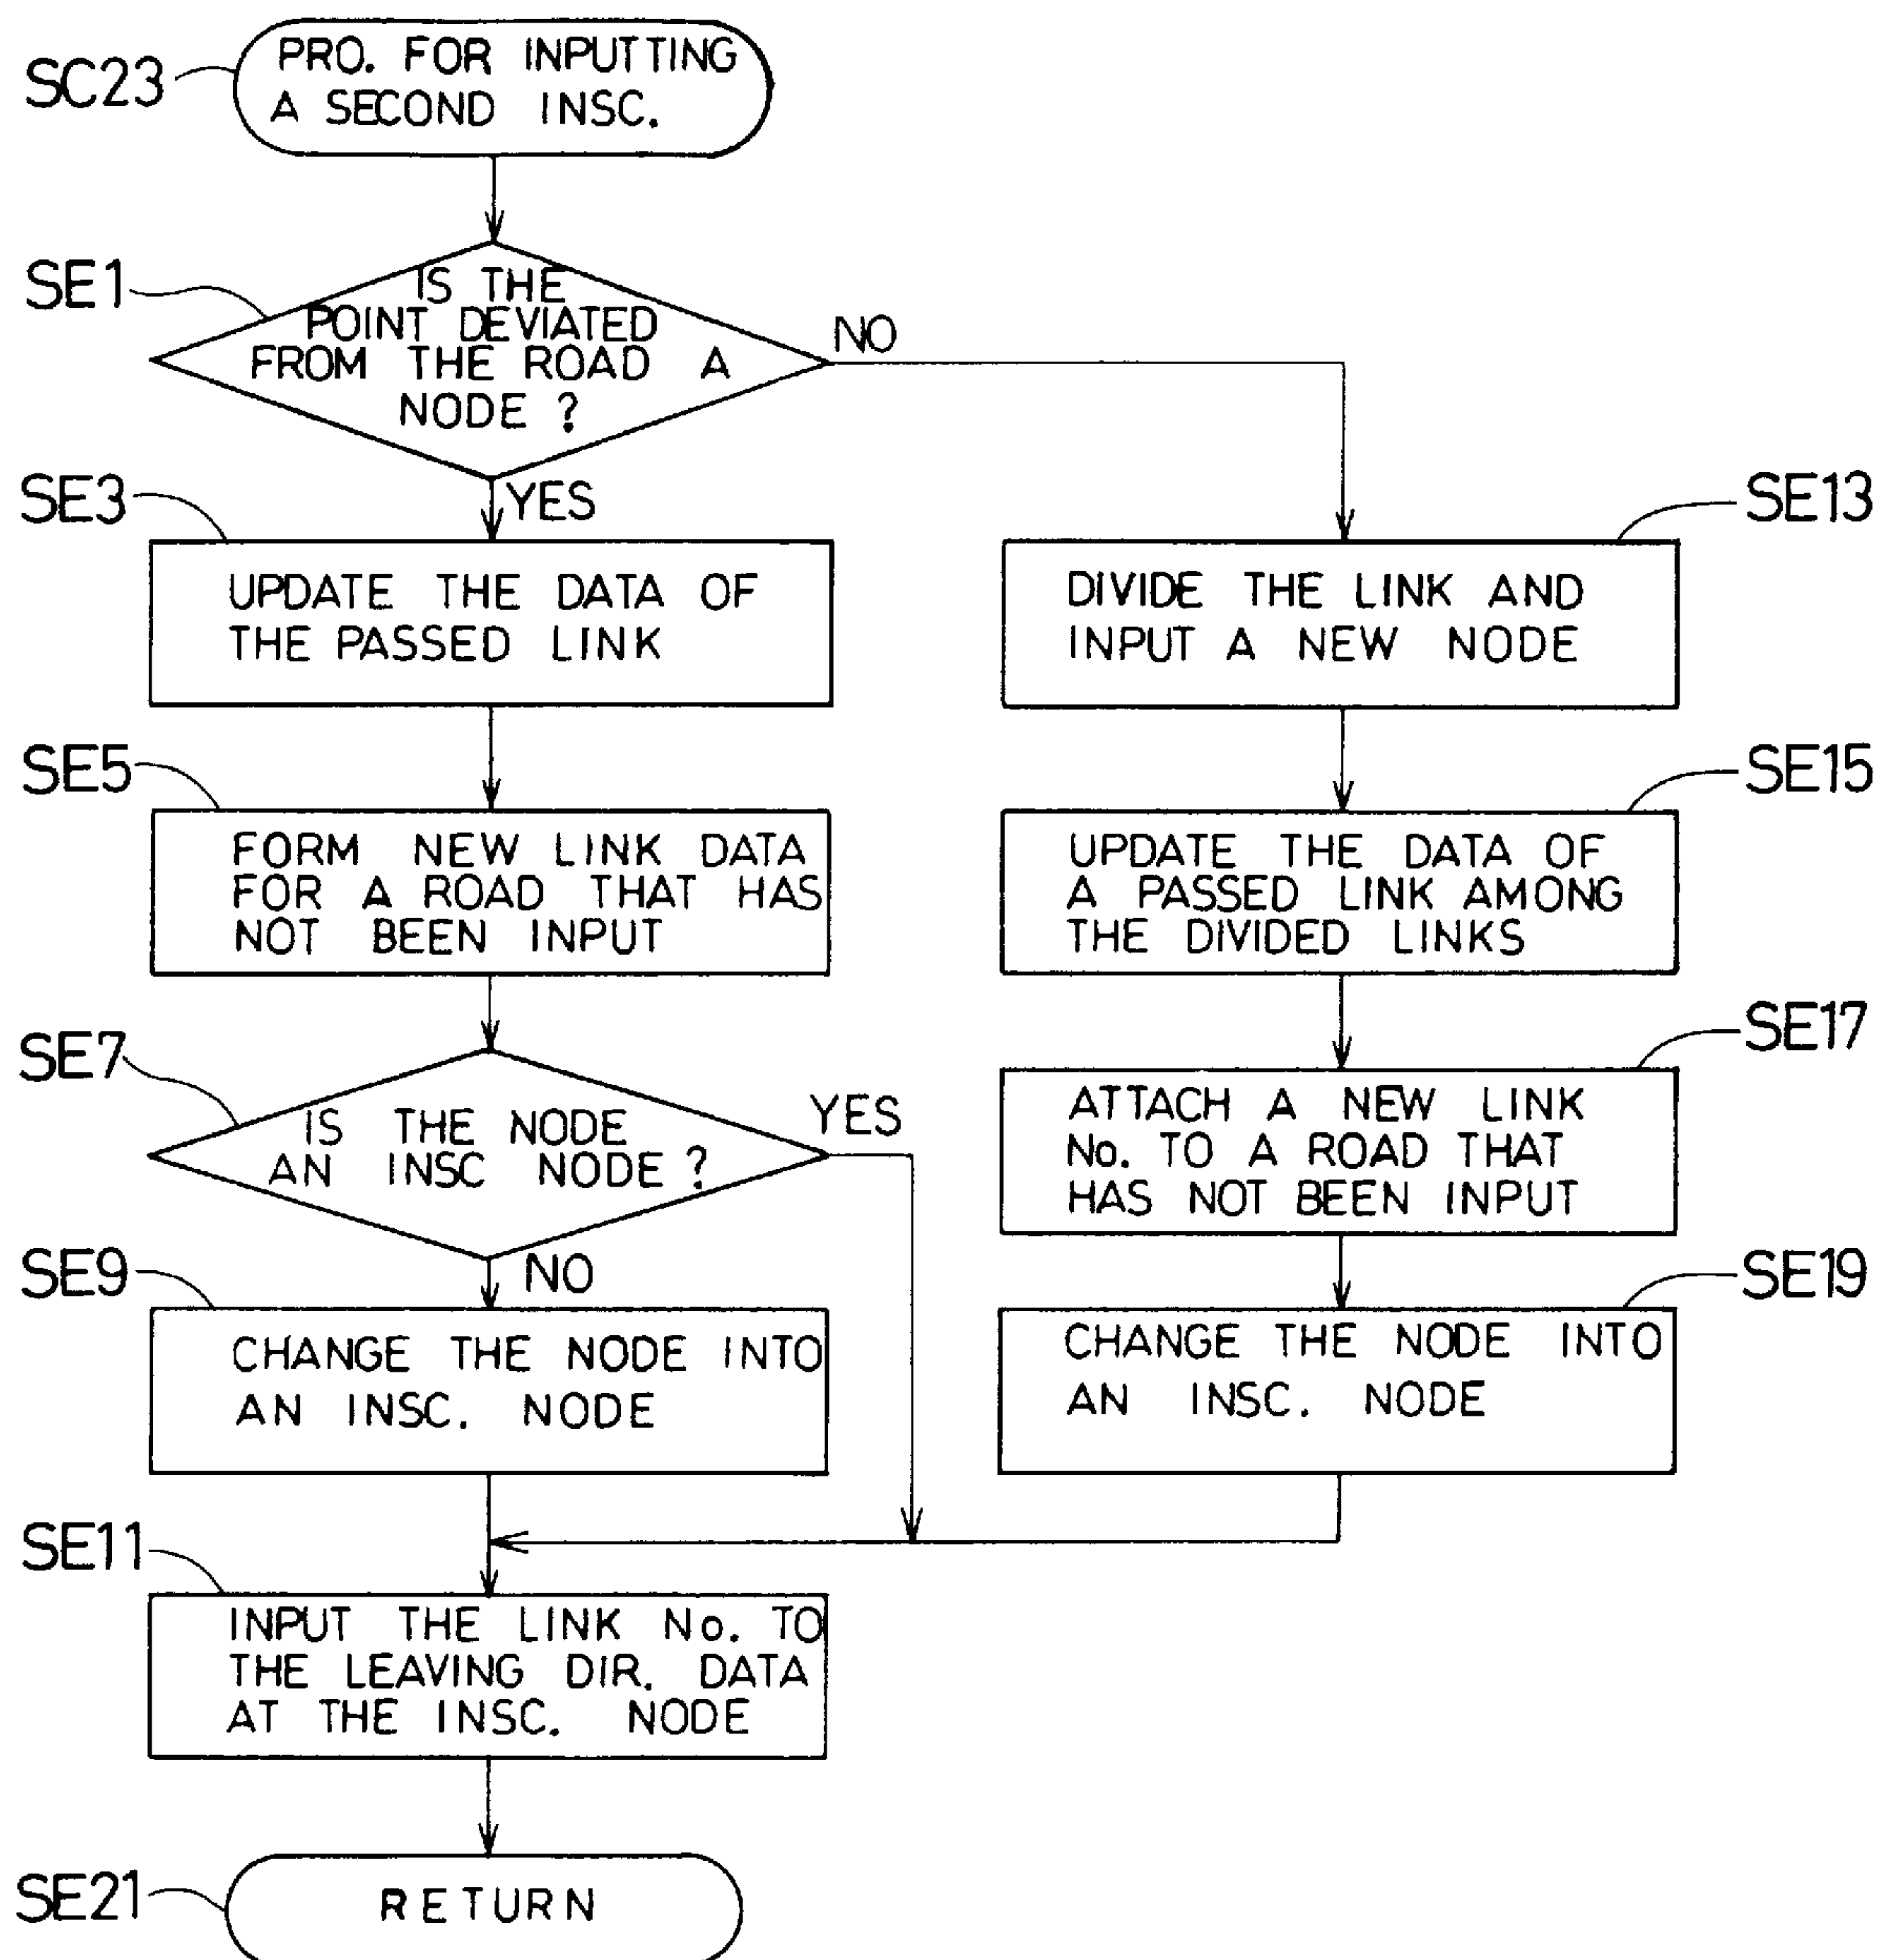 SC23
PRO. FOR INPUTTING
A SECOND INSC.
SE1
IS THE
POINT DEVIATED
FROM THE ROAD A
NODE ?
NO
YES
SE3
UPDATE THE DATA OF
THE PASSED LINK
SE13
DIVIDE THE LINK AND
INPUT A NEW NODE
SE5
FORM NEW LINK DATA
FOR A ROAD THAT HAS
NOT BEEN INPUT
SE15
UPDATE THE DATA OF
A PASSED LINK AMONG
THE DIVIDED LINKS
SE7
IS THE NODE
AN INSC NODE ?
YES
NO
SE17
ATTACH A NEW LINK
No. TO A ROAD THAT
HAS NOT BEEN INPUT
SE9
CHANGE THE NODE INTO
AN INSC. NODE
SE19
CHANGE THE NODE INTO
AN INSC. NODE
SE11
INPUT THE LINK No. TO
THE LEAVING DIR. DATA
AT THE INSC. NODE
SE21
RETURN